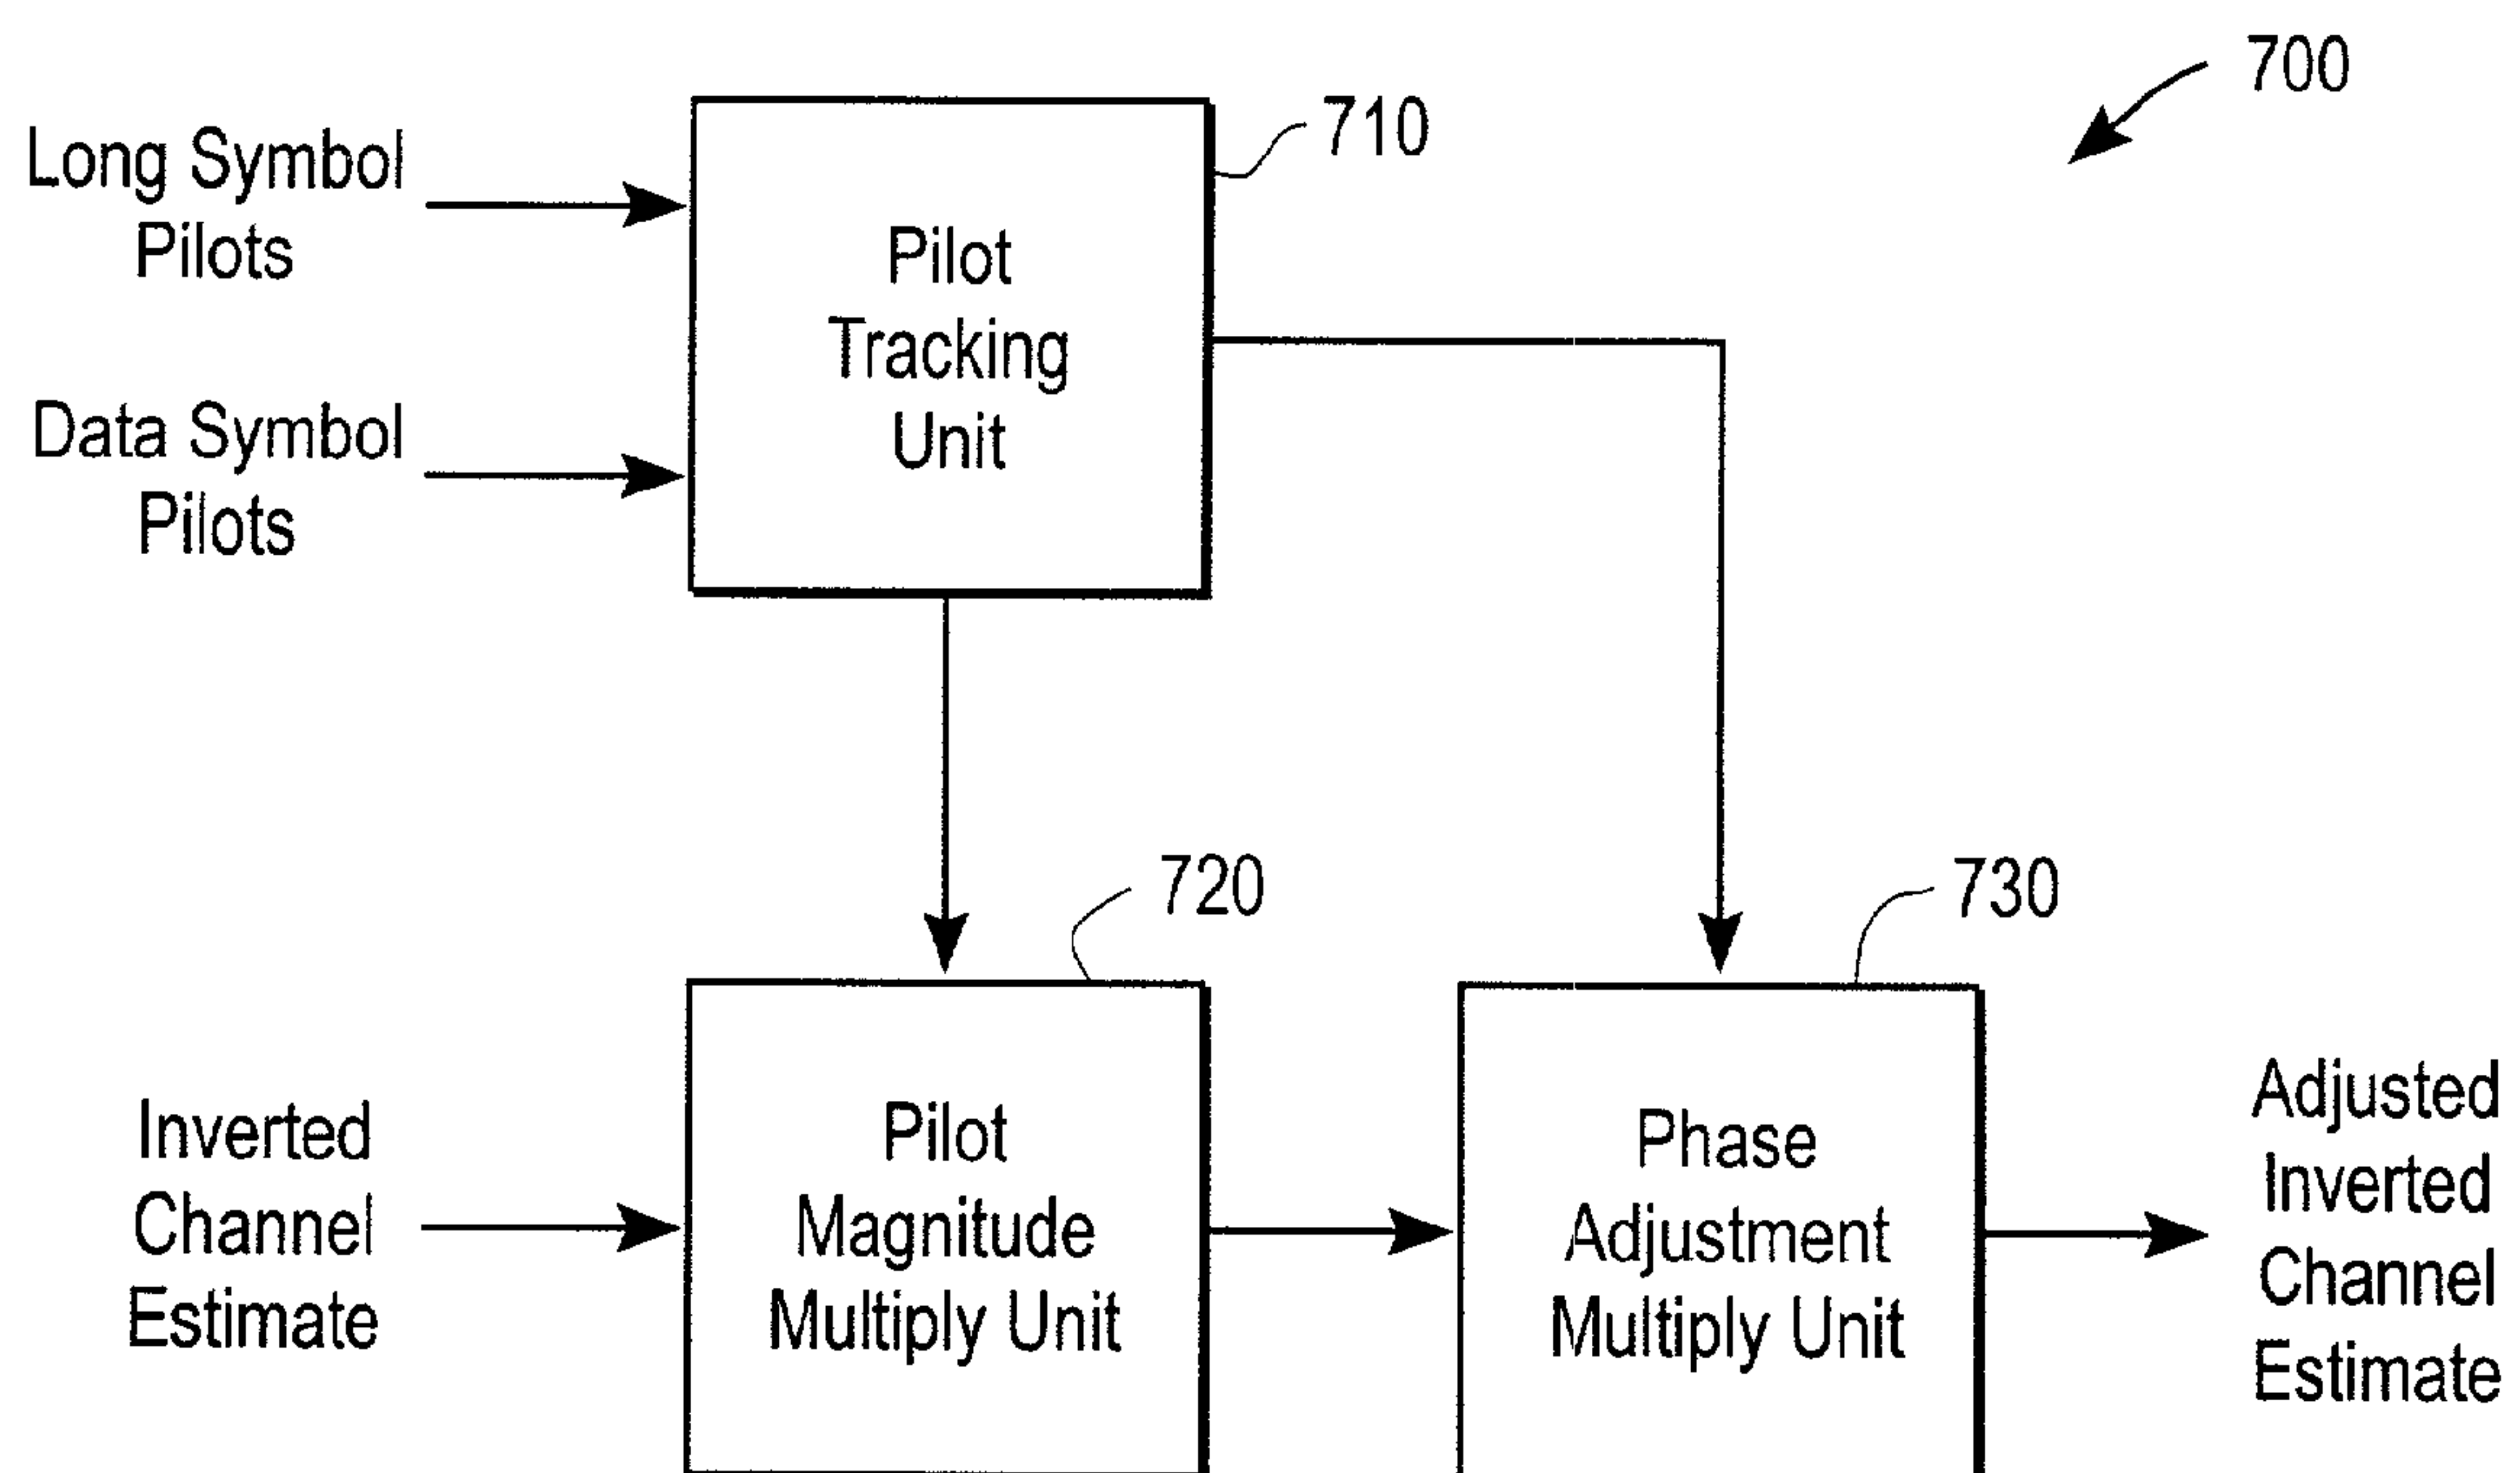 700
710
Long Symbol
Pilots
Pilot
Tracking
Unit
Data Symbol
Pilots
720
730
Inverted
Channel
Estimate
Pilot
Magnitude
Multiply Unit
Phase
Adjustment
Multiply Unit
Adjusted
Inverted
Channel
Estimate